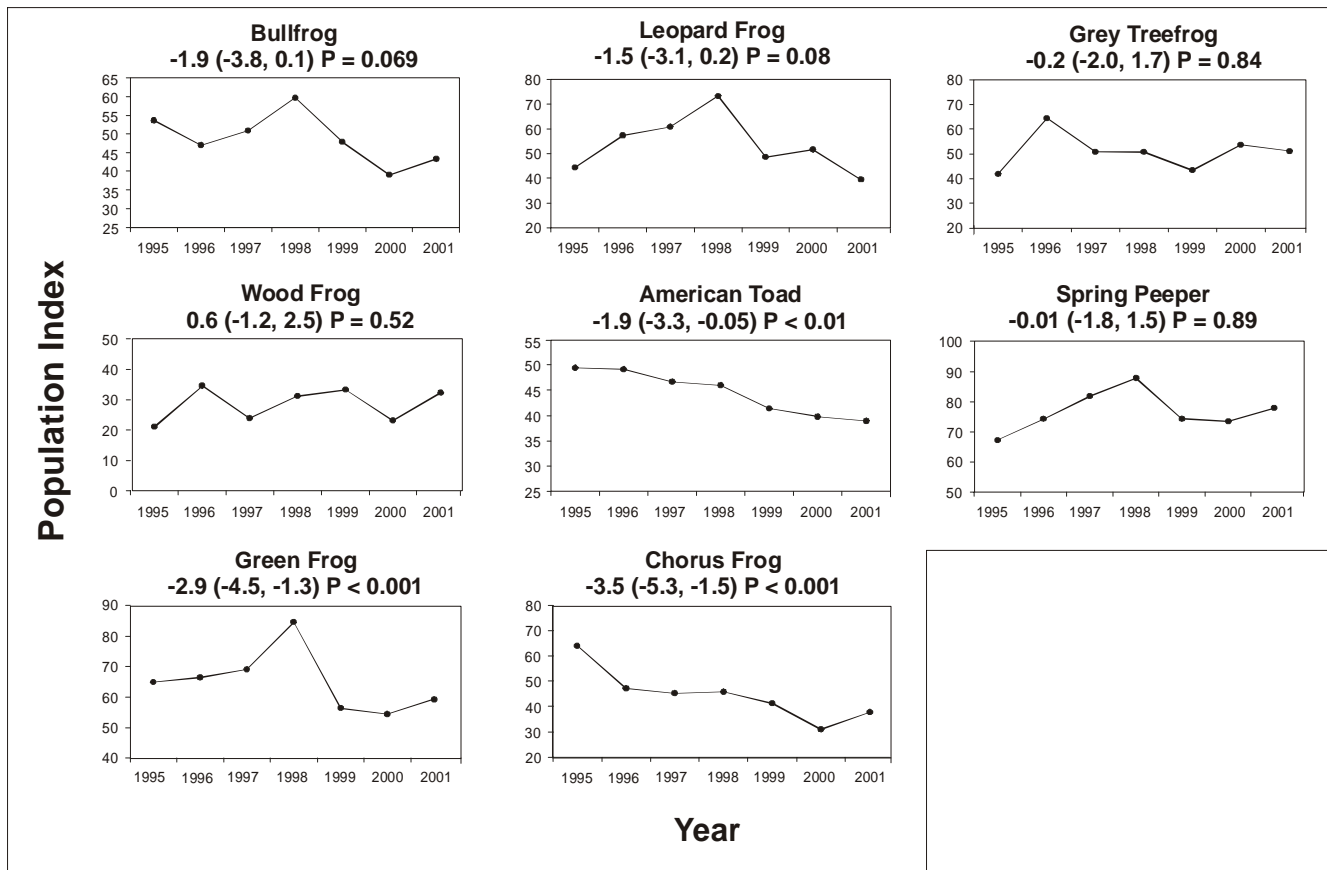 Bullfrog
-1.9 (-3.8, 0.1) P = 0.069
65
60
55
50
45
40
35
30
25
1995 1996 1997 1998 1999 2000 2001
Leopard Frog
-1.5 (-3.1, 0.2) P = 0.08
80
70
60
50
40
30
20
1995 1996 1997 1998 1999 2000 2001
Grey Treefrog
-0.2 (-2.0, 1.7) P = 0.84
80
70
60
50
40
30
20
1995 1996 1997 1998 1999 2000 2001
Population Index
Wood Frog
0.6 (-1.2, 2.5) P = 0.52
50
40
30
20
10
0
1995 1996 1997 1998 1999 2000 2001
American Toad
-1.9 (-3.3, -0.05) P < 0.01
55
50
45
40
35
30
25
1995 1996 1997 1998 1999 2000 2001
Spring Peeper
-0.01 (-1.8, 1.5) P = 0.89
100
90
80
70
60
50
1995 1996 1997 1998 1999 2000 2001
Green Frog
-2.9 (-4.5, -1.3) P < 0.001
90
80
70
60
50
40
1995 1996 1997 1998 1999 2000 2001
Chorus Frog
-3.5 (-5.3, -1.5) P < 0.001
80
70
60
50
40
30
20
1995 1996 1997 1998 1999 2000 2001
Year